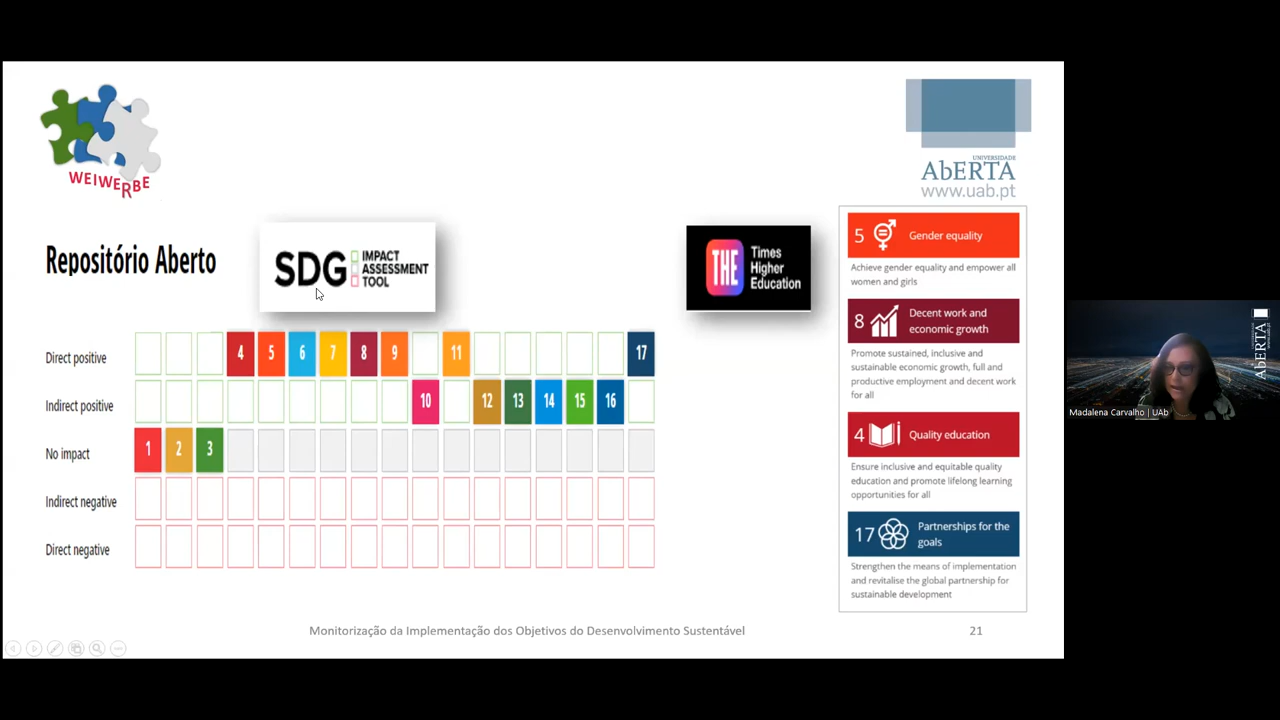 WEIWERBE
UNIVERSIDADE
AbERTA
www.uab.pt
Repositório Aberto
SDG IMPACT
ASSESSMENT
TOOL
THE Times
Higher
Education
Direct positive 4 5 6 7 8 9 11 17
Indirect positive 10 12 13 14 15 16
No impact 1 2 3
Indirect negative
Direct negative
5 Gender equality
Achieve gender equality and empower all
women and girls
8 Decent work and
economic growth
Promote sustained, inclusive and
sustainable economic growth, full and
productive employment and decent work
for all
4 Quality education
Ensure inclusive and equitable quality
education and promote lifelong learning
opportunities for all
17 Partnerships for the
goals
Strengthen the means of implementation
and revitalise the global partnership for
sustainable development
Monitorização da Implementação dos Objetivos do Desenvolvimento Sustentável
21
AbERTA
Madalena Carvalho | UAb